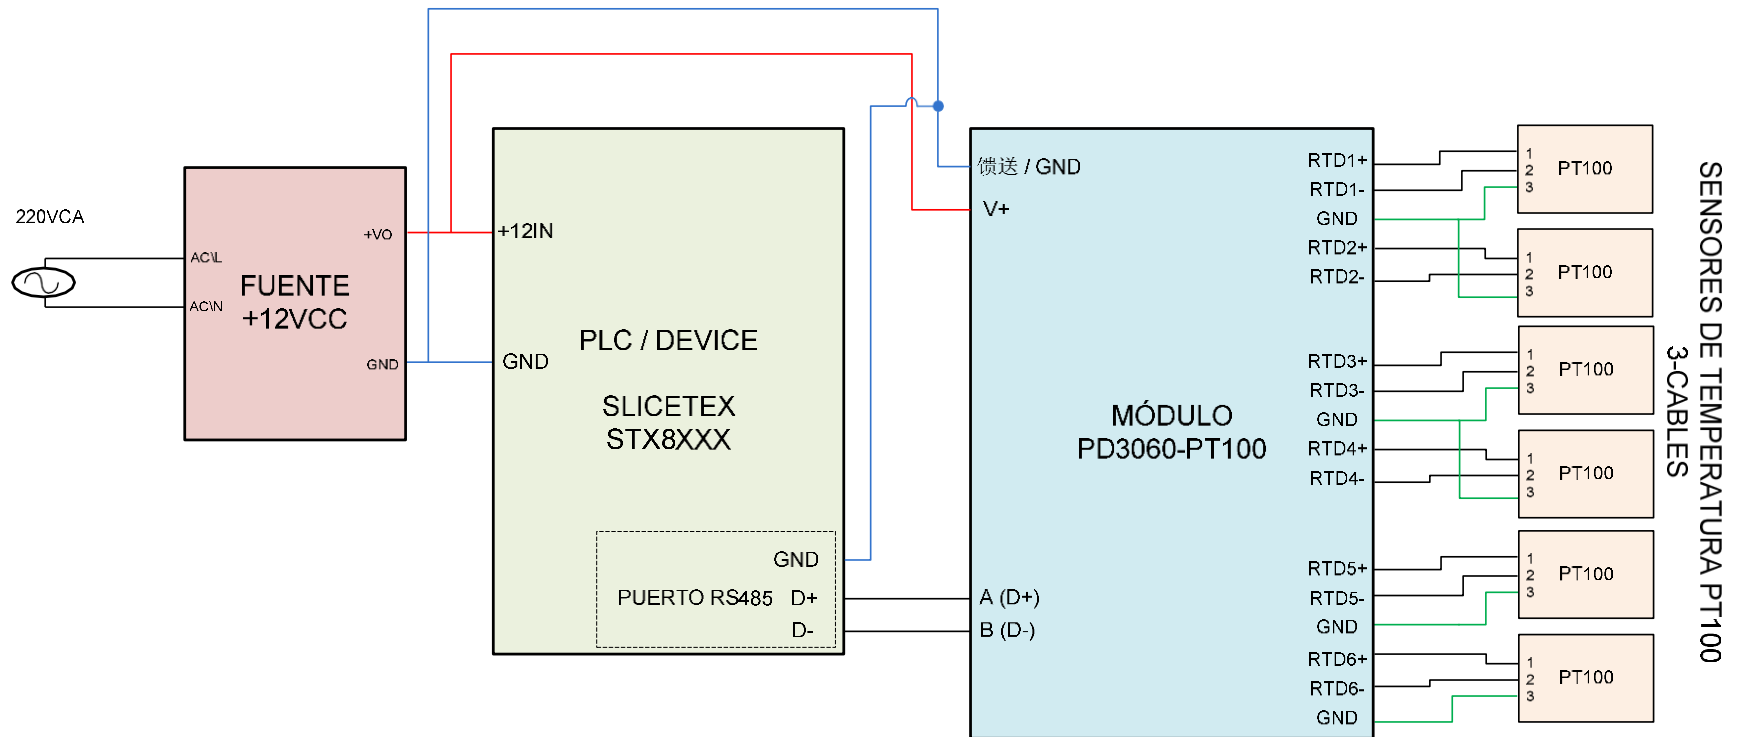 220VCA
AC\L
AC\N
FUENTE
+12VCC
+VO
GND
+12IN
GND
PLC / DEVICE
SLICETEX
STX8XXX
PUERTO RS485
GND
D+
D-
馈送 / GND
V+
A (D+)
B (D-)
MÓDULO
PD3060-PT100
RTD1+
RTD1-
GND
RTD2+
RTD2-
RTD3+
RTD3-
GND
RTD4+
RTD4-
RTD5+
RTD5-
GND
RTD6+
RTD6-
GND
1
2
3
PT100
1
2
3
PT100
1
2
3
PT100
1
2
3
PT100
1
2
3
PT100
1
2
3
PT100
SENSORES DE TEMPERATURA PT100
3-CABLES